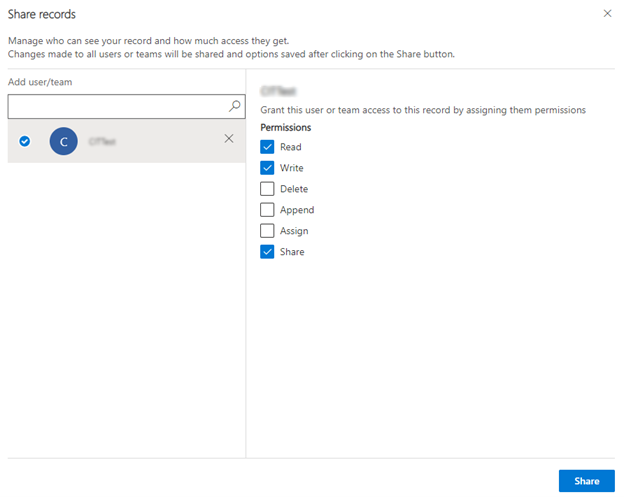 Share records
Manage who can see your record and how much access they get.
Changes made to all users or teams will be shared and options saved after clicking on the Share button.
Add user/team
C
Grant this user or team access to this record by assigning them permissions
Permissions
Read
Write
Delete
Append
Assign
Share
Share